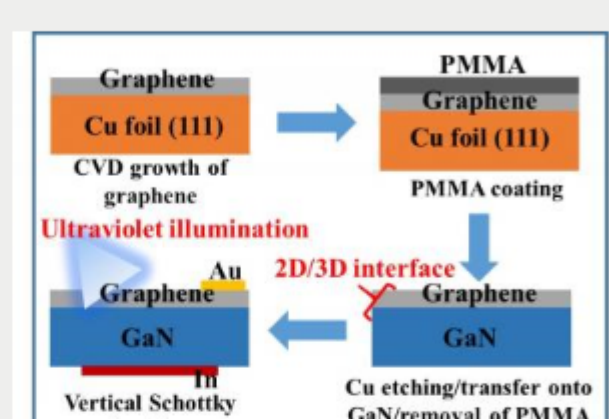 Graphene
Cu foil (111)
CVD growth of
graphene
PMMA
Graphene
Cu foil (111)
PMMA coating
Ultraviolet illumination
Au
Graphene
GaN
In
Vertical Schottky
2D/3D interface
Graphene
GaN
Cu etching/transfer onto
GaN/removal of PMMA